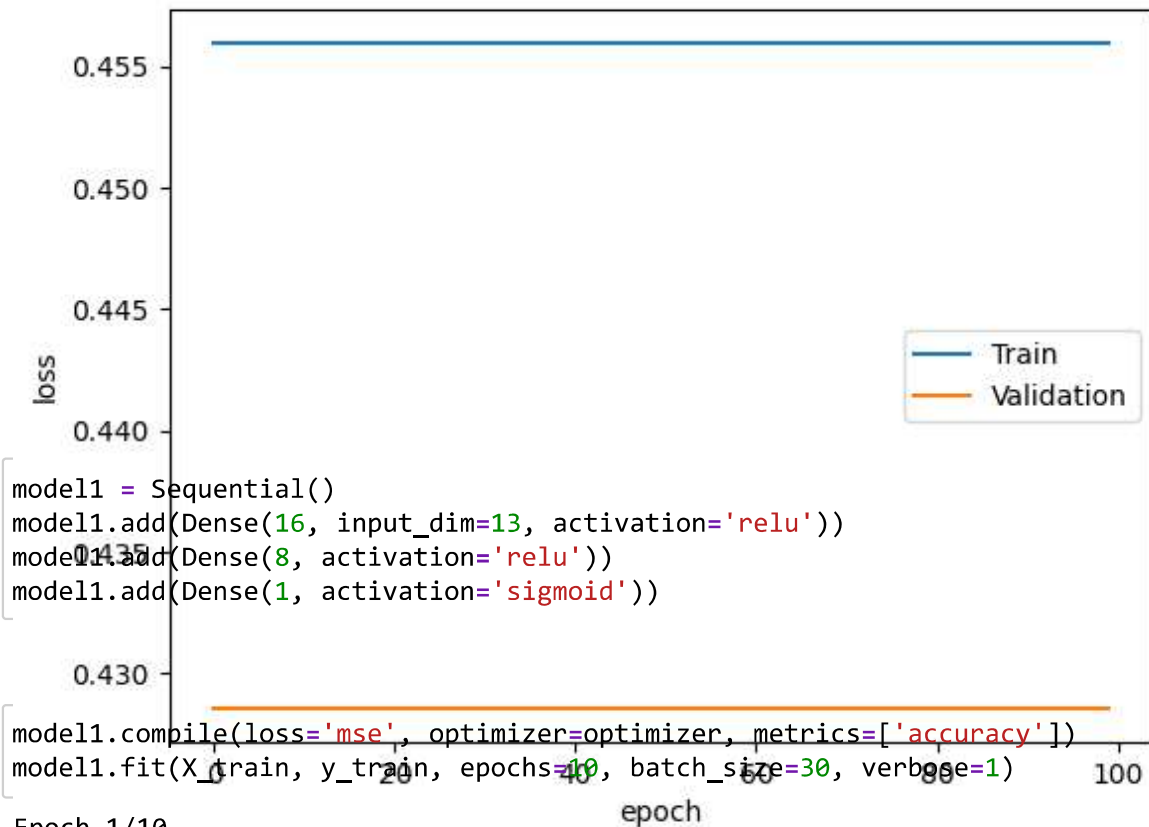 0.455
0.450
0.445
loss
Train
Validation
0.440
model1 = Sequential()
model1.add(Dense(16, input_dim=13, activation='relu'))
0.435
model1.add(Dense(8, activation='relu'))
model1.add(Dense(1, activation='sigmoid'))
0.430
model1.compile(loss='mse', optimizer=optimizer, metrics=['accuracy'])
model1.fit(X_train, y_train, epochs=10, batch_size=30, verbose=1)
0 20 40 60 80 100
epoch
Epoch 1/10